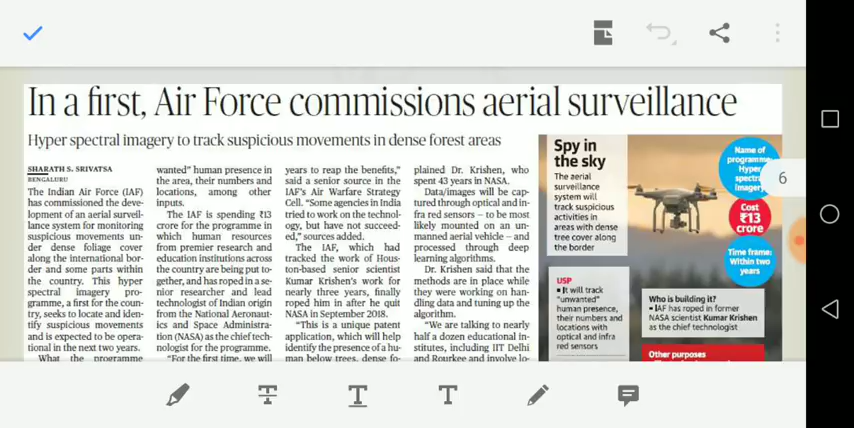 In a first, Air Force commissions aerial surveillance
Hyper spectral imagery to track suspicious movements in dense forest areas
SHARATH S. SRIVATSA
BENGALURU
The Indian Air Force (IAF)
has commissioned the
development of an aerial surveil-
lance system for monitoring
suspicious movements un-
der dense foliage cover
along the international bor-
der and some parts within
the country. This hyper
spectral imagery pro-
gramme, a first for the coun-
try, seeks to locate and iden-
tify suspicious movements
and is expected to be opera-
tional in the next two years.
What the programme
wanted" human presence in
the area, their numbers and
locations, among other
inputs.
The IAF is spending ₹13
crore for the programme in
which human resources
from premier research and
education institutions across
the country are being put to-
gether, and has roped in a se-
nior researcher and lead
technologist of Indian origin
from the National Aeronaut-
ics and Space Administra-
tion (NASA) as the chief tech-
nologist for the programme.
"For the first time, we will
years to reap the benefits,"
said a senior source in the
IAF's Air Warfare Strategy
Cell. "Some agencies in India
tried to work on the technol-
ogy, but have not succeed-
ed," sources added.
The IAF, which had
tracked the work of Hous-
ton-based senior scientist
Kumar Krishen's work for
nearly three years, finally
roped him in after he quit
NASA in September 2018.
"This is a unique patent
application, which will help
identify the presence of a hu-
man below trees, dense fo-
plained Dr. Krishen, who
spent 43 years in NASA.
Data/images will be cap-
tured through optical and in-
fra red sensors – to be most
likely mounted on an un-
manned aerial vehicle – and
processed through deep
learning algorithms.
Dr. Krishen said that the
methods are in place while
they were working on han-
dling data and tuning up the
algorithm.
"We are talking to nearly
half a dozen educational in-
stitutes, including IIT Delhi
and Rourkee and involve lo-
Spy in
the sky
The aerial
surveillance
system will
track suspicious
activities in
areas with dense
tree cover along
the border
Name of
programme:
Hyper
spectral
imagery
6
Cost
₹13
crore
Time frame:
Within two
years
USP
▪ It will track
"unwanted"
human presence,
their numbers and
locations with
optical and infra
red sensors
Who is building it?
▪ IAF has roped in former
NASA scientist Kumar Krishen
as the chief technologist
Other purposes